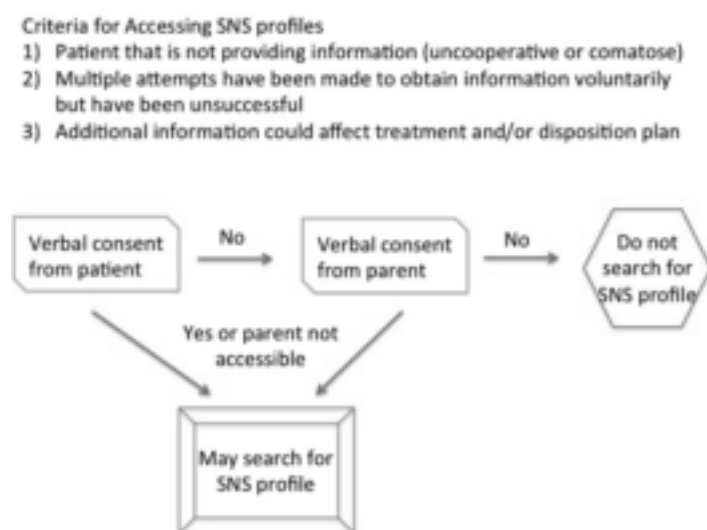 Criteria for Accessing SNS profiles
1) Patient that is not providing information (uncooperative or comatose)
2) Multiple attempts have been made to obtain information voluntarily
but have been unsuccessful
3) Additional information could affect treatment and/or disposition plan
Verbal consent
from patient
No
Verbal consent
from parent
No
Do not
search for
SNS profile
Yes or parent not
accessible
May search for
SNS profile